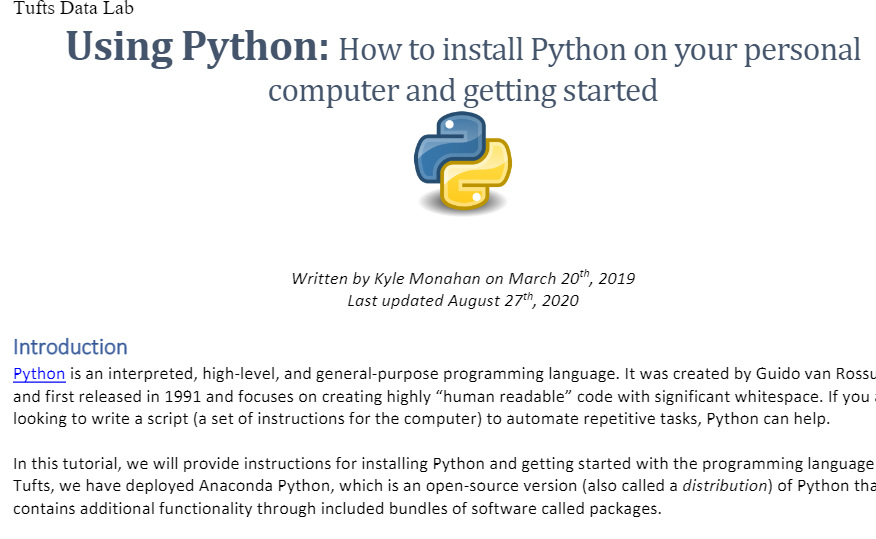 Tufts Data Lab
Using Python: How to install Python on your personal
computer and getting started
Written by Kyle Monahan on March 20th, 2019
Last updated August 27th, 2020
Introduction
Python is an interpreted, high-level, and general-purpose programming language. It was created by Guido van Rossu
and first released in 1991 and focuses on creating highly “human readable” code with significant whitespace. If you
looking to write a script (a set of instructions for the computer) to automate repetitive tasks, Python can help.
In this tutorial, we will provide instructions for installing Python and getting started with the programming language
Tufts, we have deployed Anaconda Python, which is an open-source version (also called a distribution) of Python tha
contains additional functionality through included bundles of software called packages.